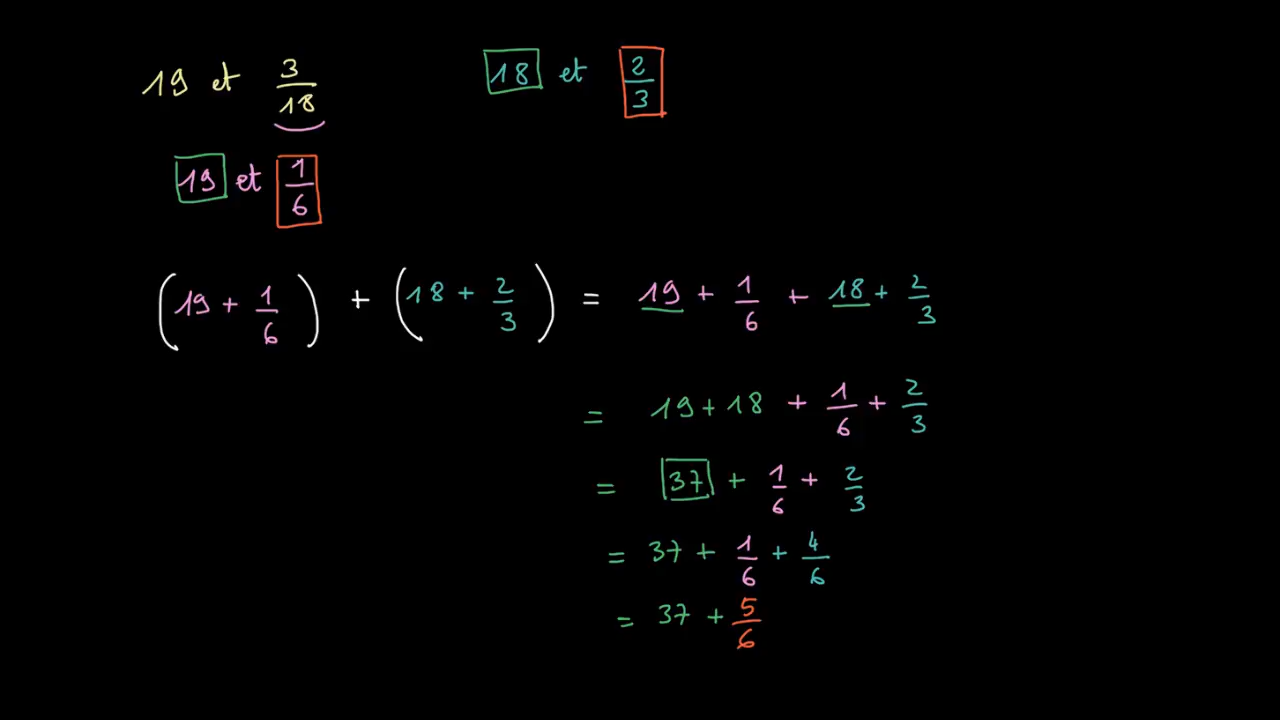 19 et 3/18 18 et 2/3
19 et 1/6
(19 + 1/6) + (18 + 2/3) = 19 + 1/6 + 18 + 2/3
= 19 + 18 + 1/6 + 2/3
= 37 + 1/6 + 2/3
= 37 + 1/6 + 4/6
= 37 + 5/6